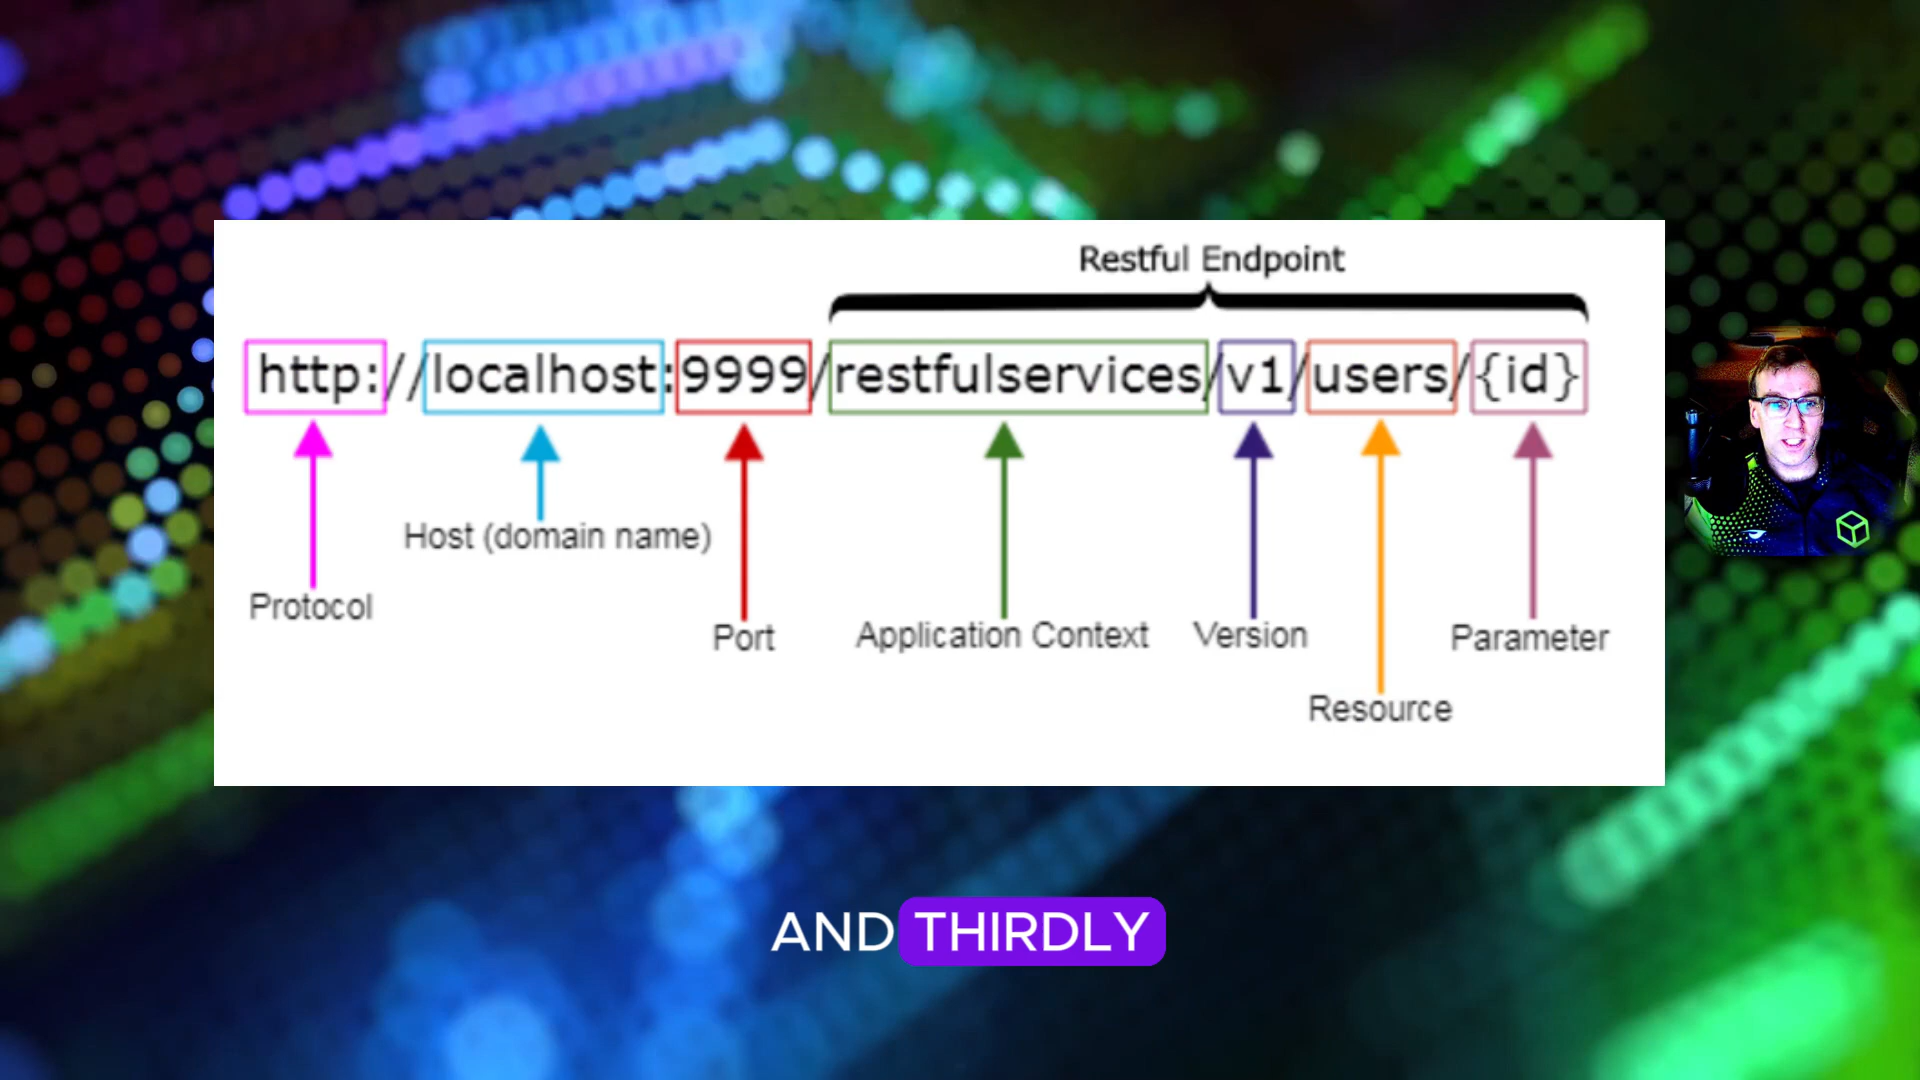 Restful Endpoint
http://localhost:9999/restfulservices/v1/users/{id}
Host (domain name)
Protocol
Port
Application Context
Version
Parameter
Resource
AND THIRDLY